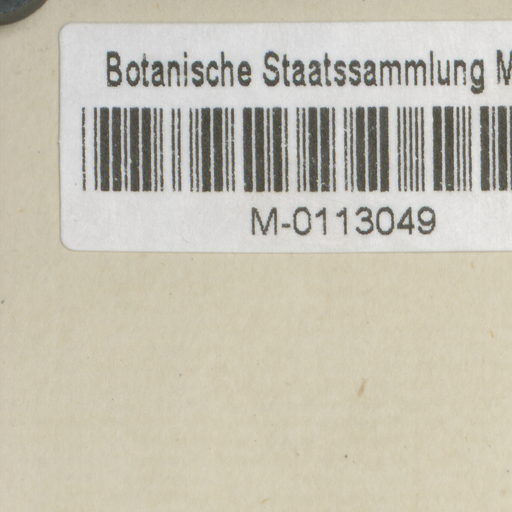 Botanische Staatssammlung M
M-0113049